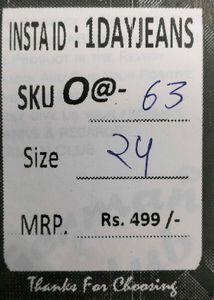 INSTA ID : 1DAYJEANS
SKU O@- 63
Size 24
MRP. Rs. 499 /-
Thanks For Choosing